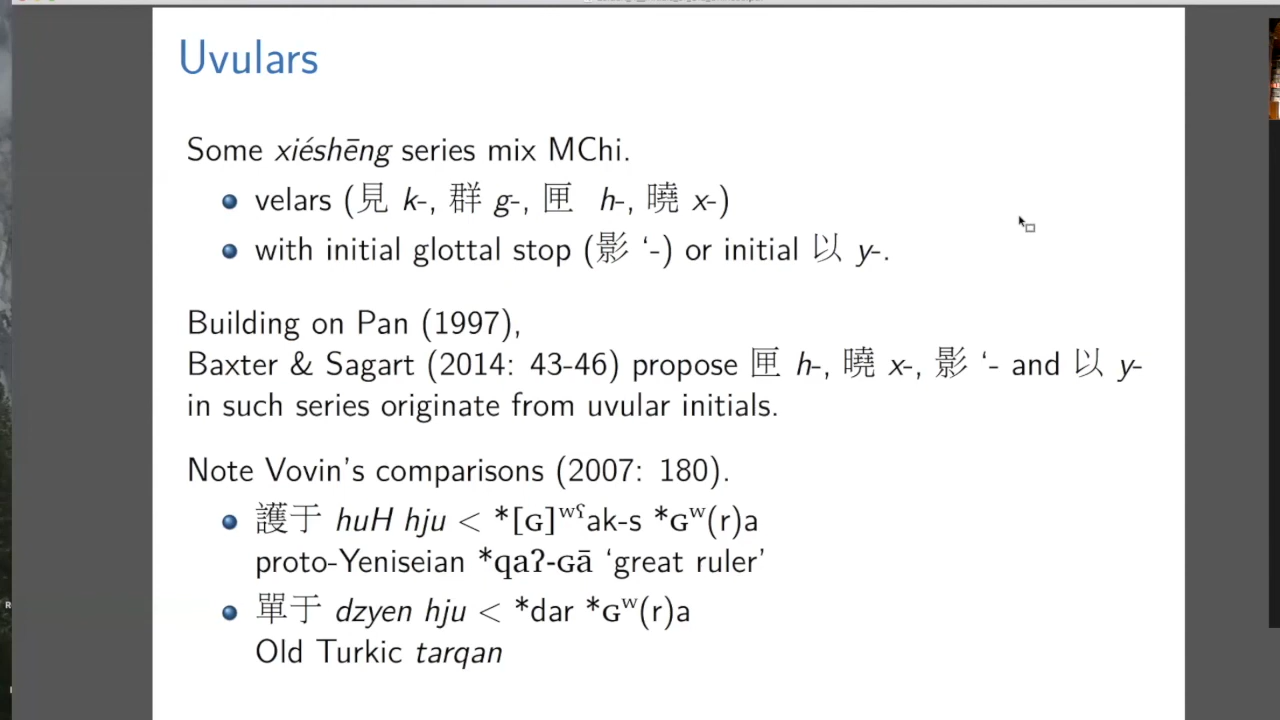 Uvulars
Some xiéshēng series mix MChi.
velars (見 k-, 群 g-, 匣 h-, 曉 x-)
with initial glottal stop (影 ‘-) or initial 以 y-.
Building on Pan (1997),
Baxter & Sagart (2014: 43-46) propose 匣 h-, 曉 x-, 影 ‘- and 以 y-
in such series originate from uvular initials.
Note Vovin’s comparisons (2007: 180).
護于 huH hju < *[ɢ]ʷˤak-s *ɢʷ(r)a
proto-Yeniseian *qaʔ-ɢā ‘great ruler’
單于 dzyen hju < *dar *ɢʷ(r)a
Old Turkic tarqan